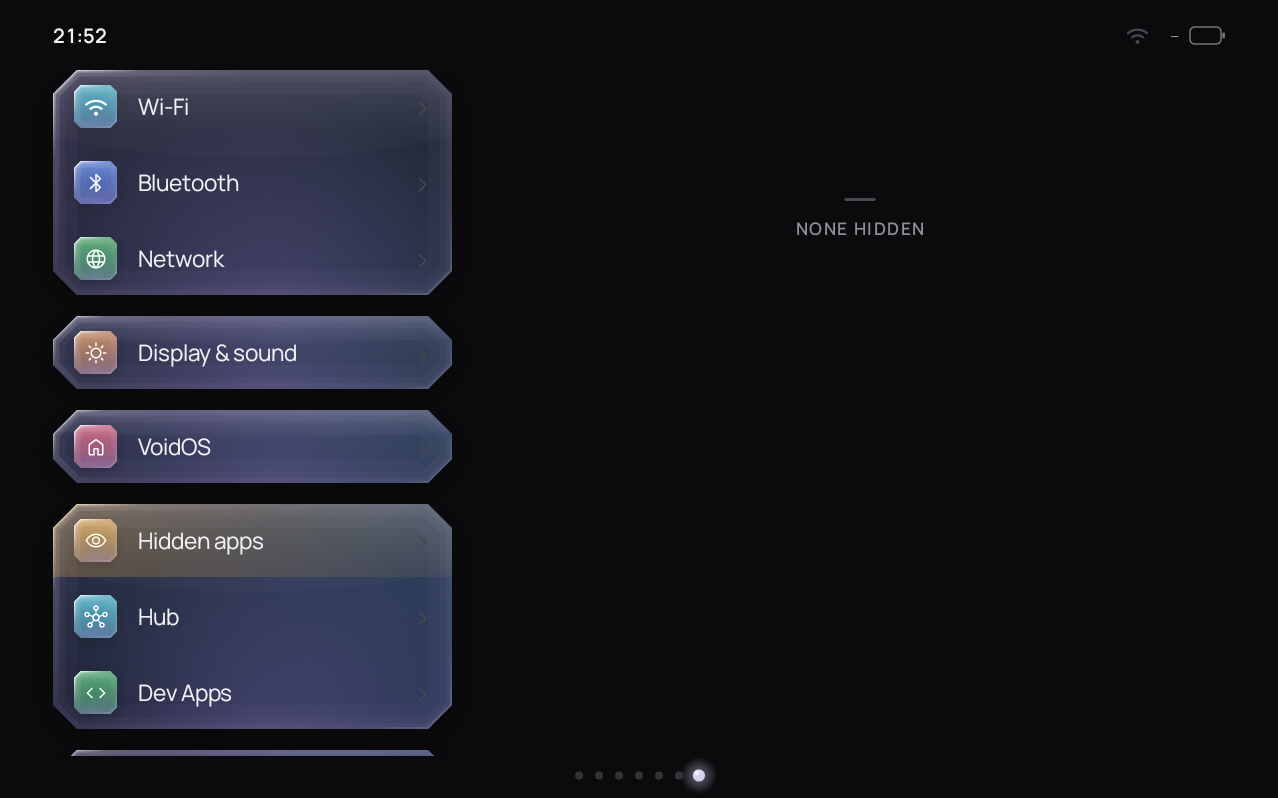 21:52
–
Wi-Fi
Bluetooth
Network
Display & sound
VoidOS
Hidden apps
Hub
Dev Apps
NONE HIDDEN